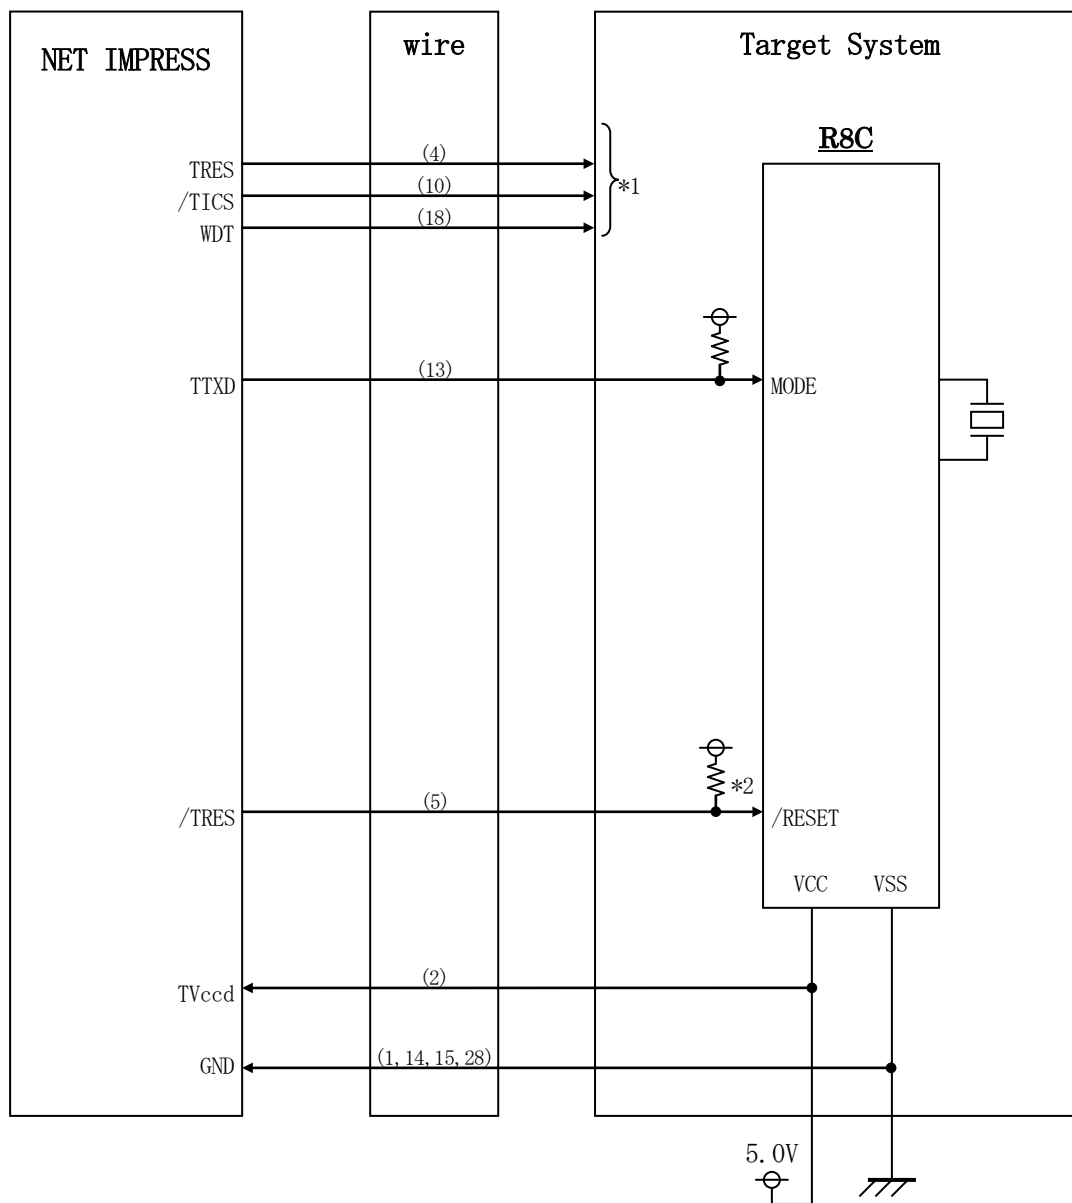 NET IMPRESS
wire
Target System
R8C
TRES
(4)
*1
/TICS
(10)
WDT
(18)
TTXD
(13)
MODE
*2
/TRES
(5)
/RESET
VCC
VSS
TVccd
(2)
GND
(1,14,15,28)
5.0V